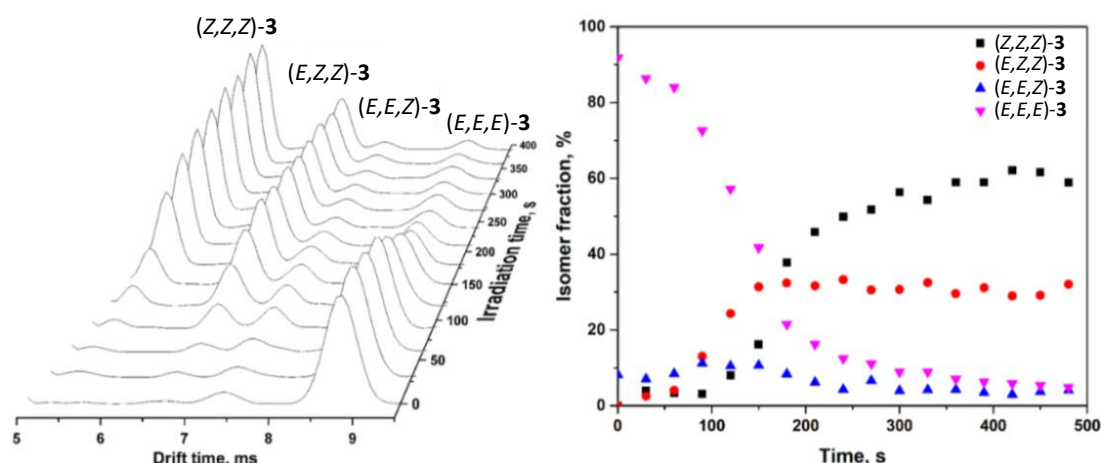 (Z,Z,Z)-3
(E,Z,Z)-3
(E,E,Z)-3
(E,E,E)-3
400
350
300
250
200
150
100
50
0
Irradiation time, s
5
6
7
8
9
Drift time, ms
100
80
60
40
20
0
Isomer fraction, %
(Z,Z,Z)-3
(E,Z,Z)-3
(E,E,Z)-3
(E,E,E)-3
0
100
200
300
400
500
Time, s